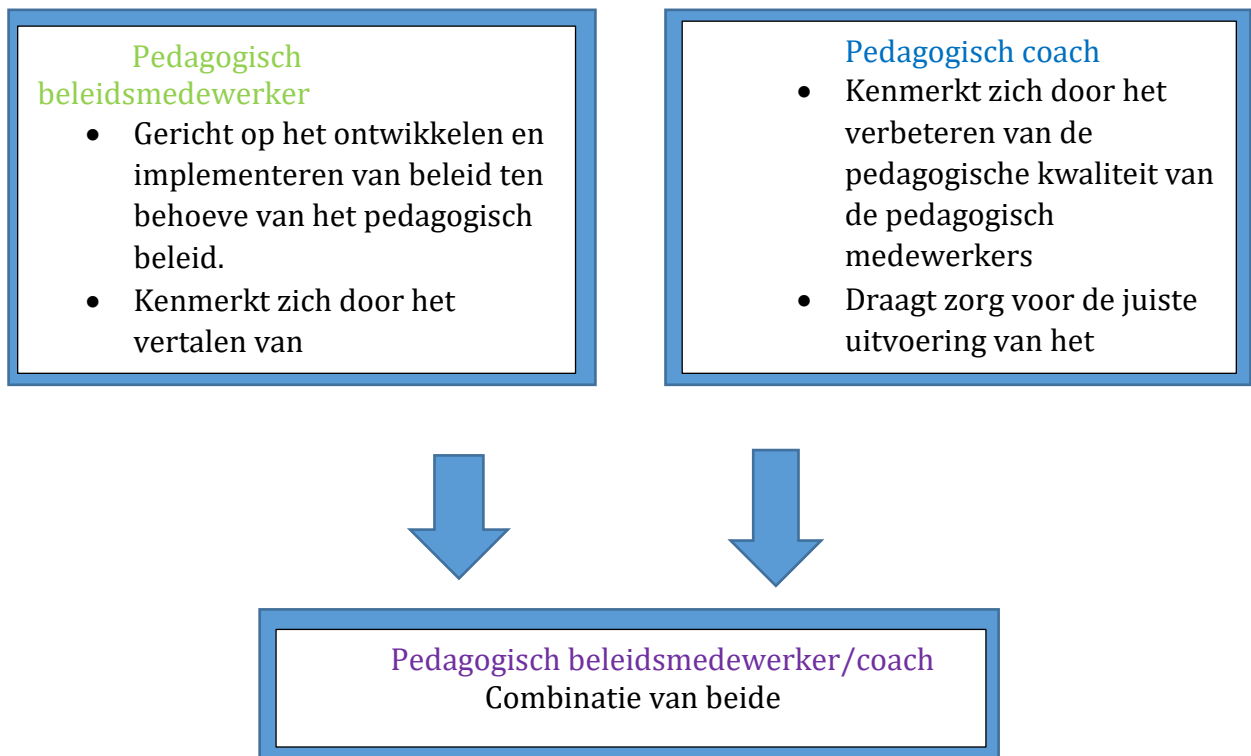 Pedagogisch
beleidsmedewerker
• Gericht op het ontwikkelen en
implementeren van beleid ten
behoeve van het pedagogisch
beleid.
• Kenmerkt zich door het
vertalen van
Pedagogisch coach
• Kenmerkt zich door het
verbeteren van de
pedagogische kwaliteit van
de pedagogisch
medewerkers
• Draagt zorg voor de juiste
uitvoering van het
Pedagogisch beleidsmedewerker/coach
Combinatie van beide